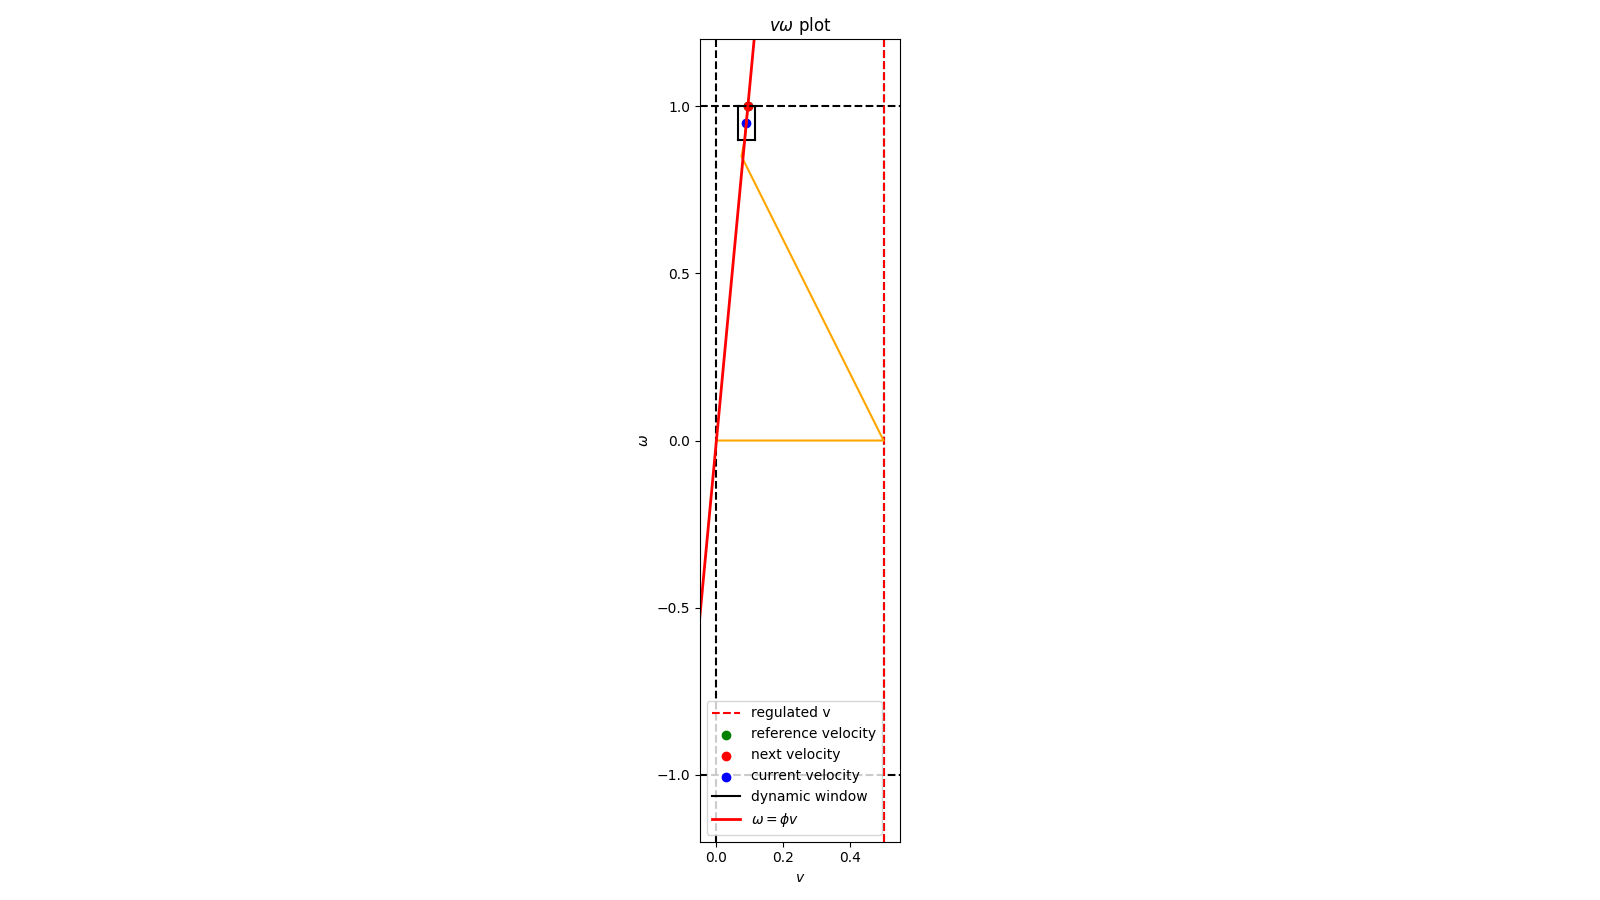 vω plot
1.0
0.5
0.0
−0.5
−1.0
ω
regulated v
reference velocity
next velocity
current velocity
dynamic window
ω = ϕv
0.0 0.2 0.4
v